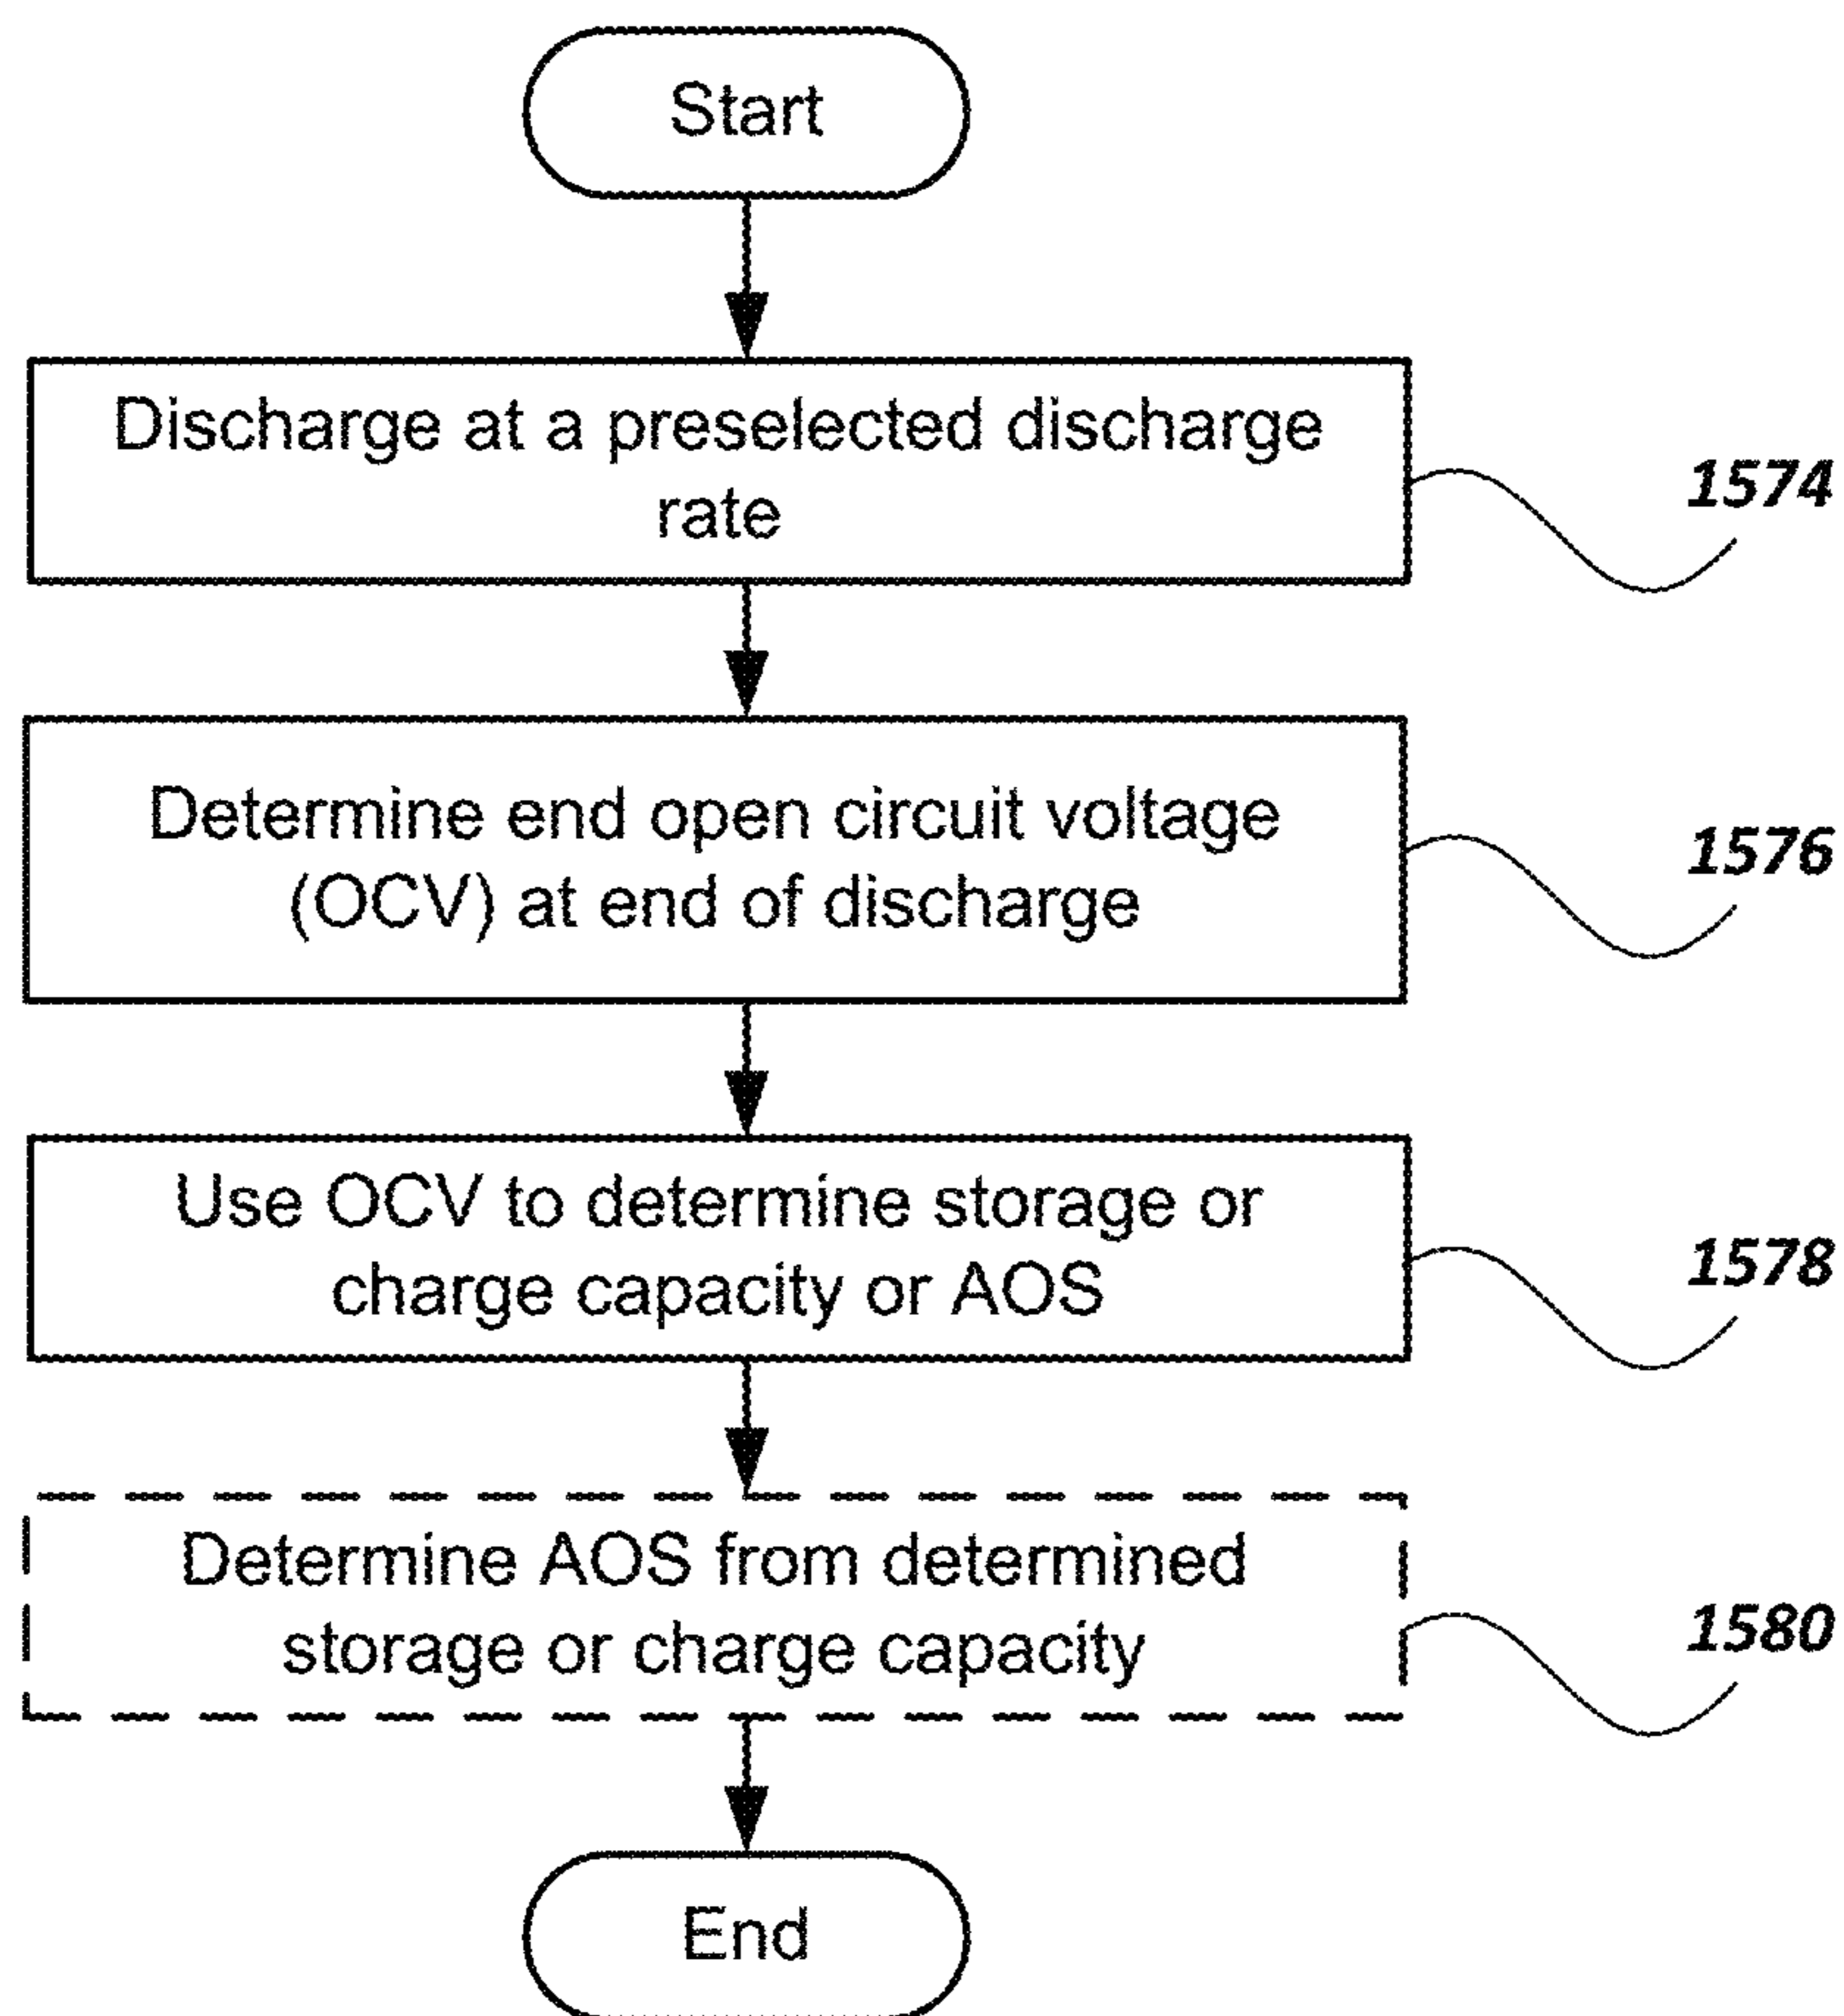 Start
Discharge at a preselected discharge
rate
1574
Determine end open circuit voltage
(OCV) at end of discharge
1576
Use OCV to determine storage or
charge capacity or AOS
1578
Determine AOS from determined
storage or charge capacity
1580
End